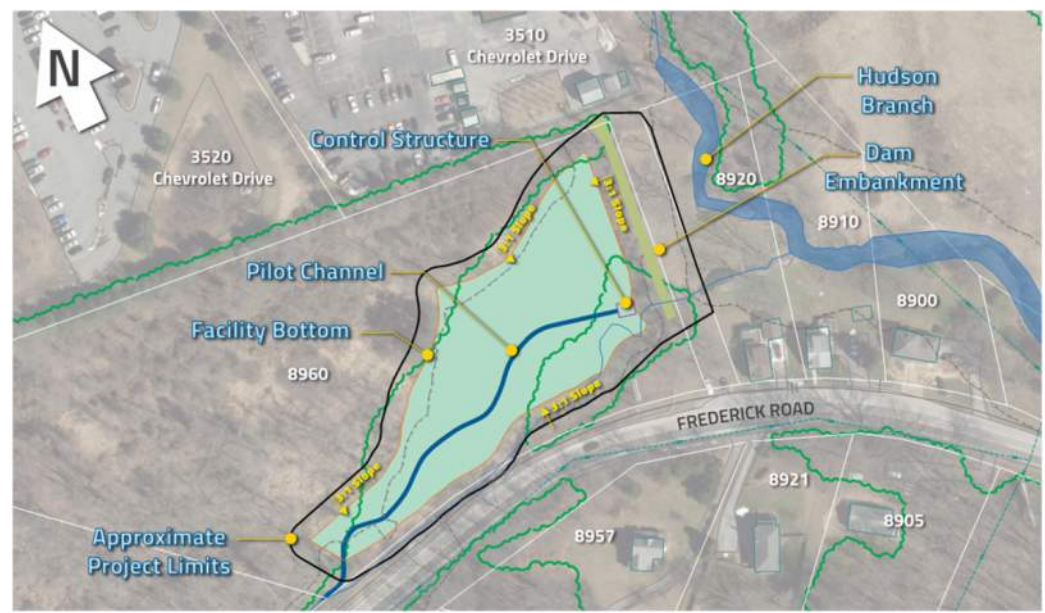 N
3510
Chevrolet Drive
Hudson
Branch
Control Structure
3520
Chevrolet Drive
Dam
Embankment
8920
3:1 Slope
3:1 Slope
8910
Pilot Channel
Facility Bottom
8900
8960
3:1 Slope
FREDERICK ROAD
3:1 Slope
8921
8905
Approximate
Project Limits
8957